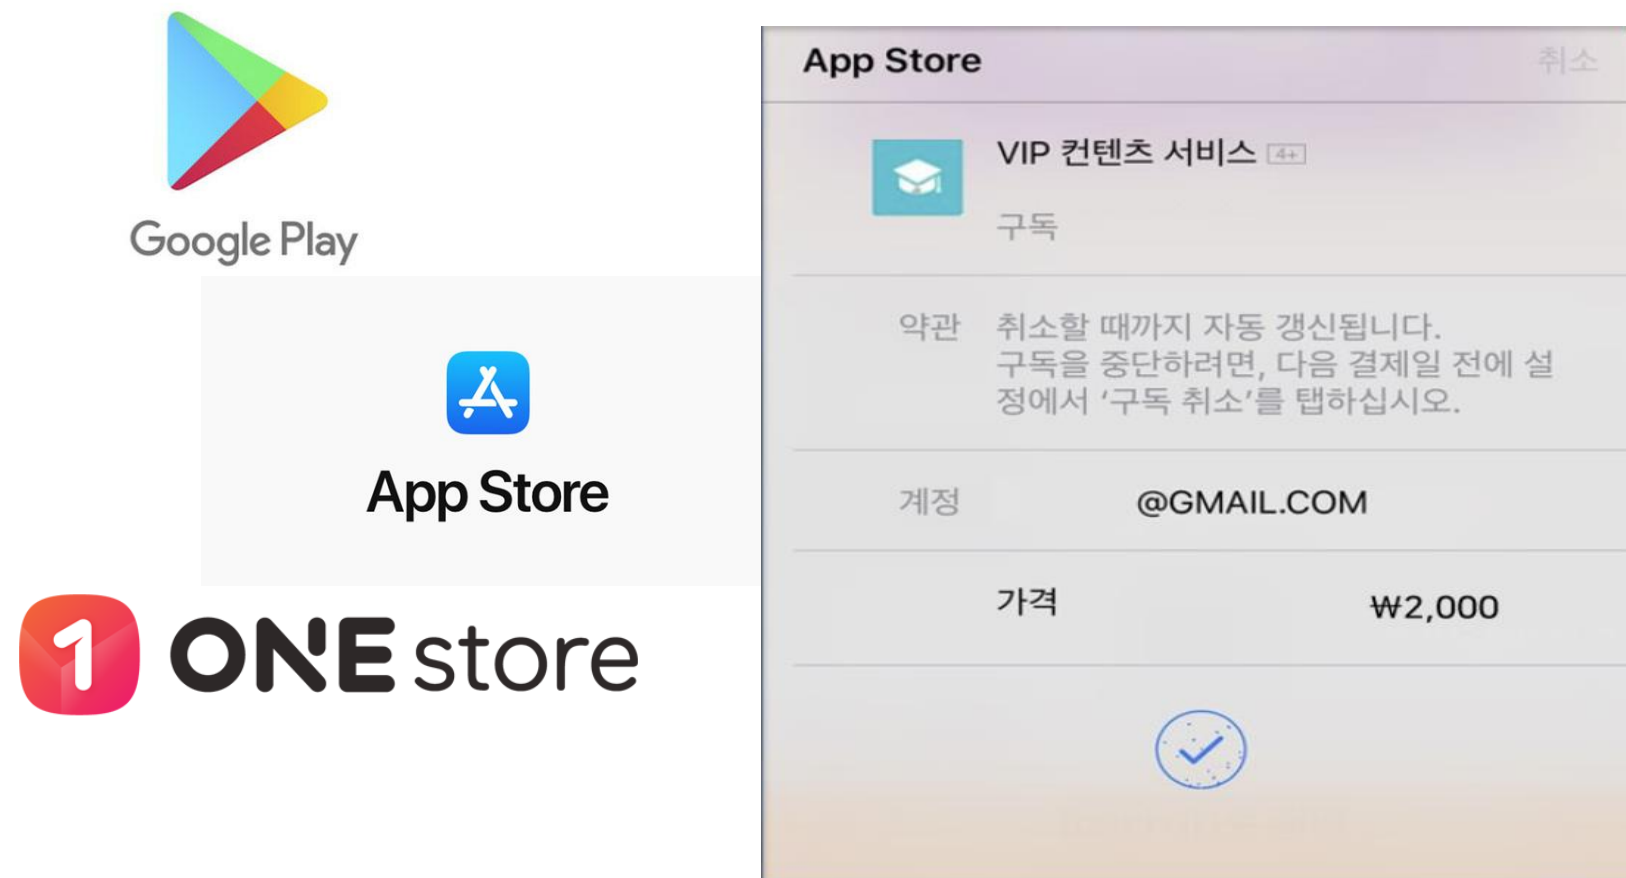 Google Play
App Store
1 ONE store
App Store
취소
VIP 컨텐츠 서비스 4+
구독
약관
취소할 때까지 자동 갱신됩니다.
구독을 중단하려면, 다음 결제일 전에 설
정에서 ‘구독 취소’를 탭하십시오.
계정
@GMAIL.COM
가격
₩2,000